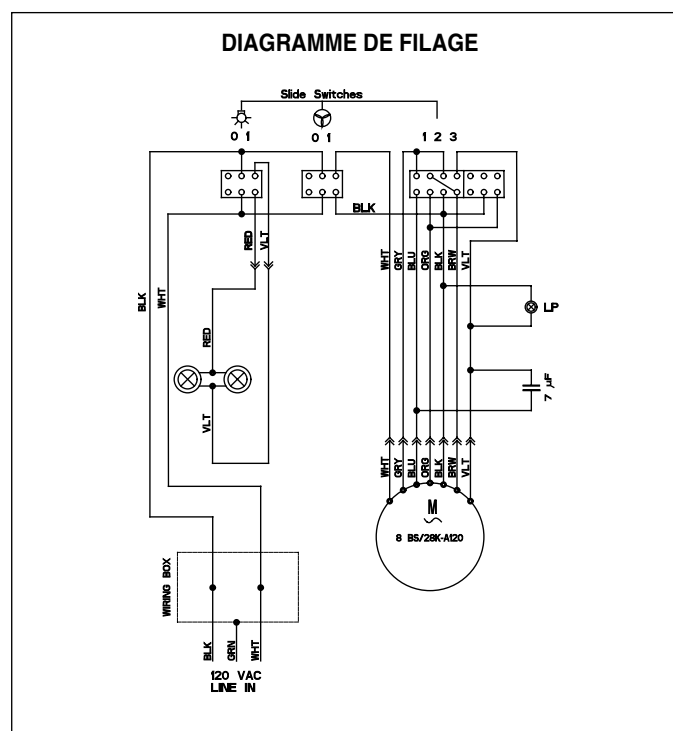 DIAGRAMME DE FILAGE
Slide Switches
0 1
0 1
1 2 3
BLK
RED
VLT
WHT
GRY
BLU
ORG
BLK
BRW
VLT
BLK
WHT
LP
RED
7 µF
VLT
WHT
GRY
BLU
ORG
BLK
BRW
VLT
M
8 BS/28K-A120
WIRING BOX
BLK
GRN
WHT
120 VAC
LINE IN